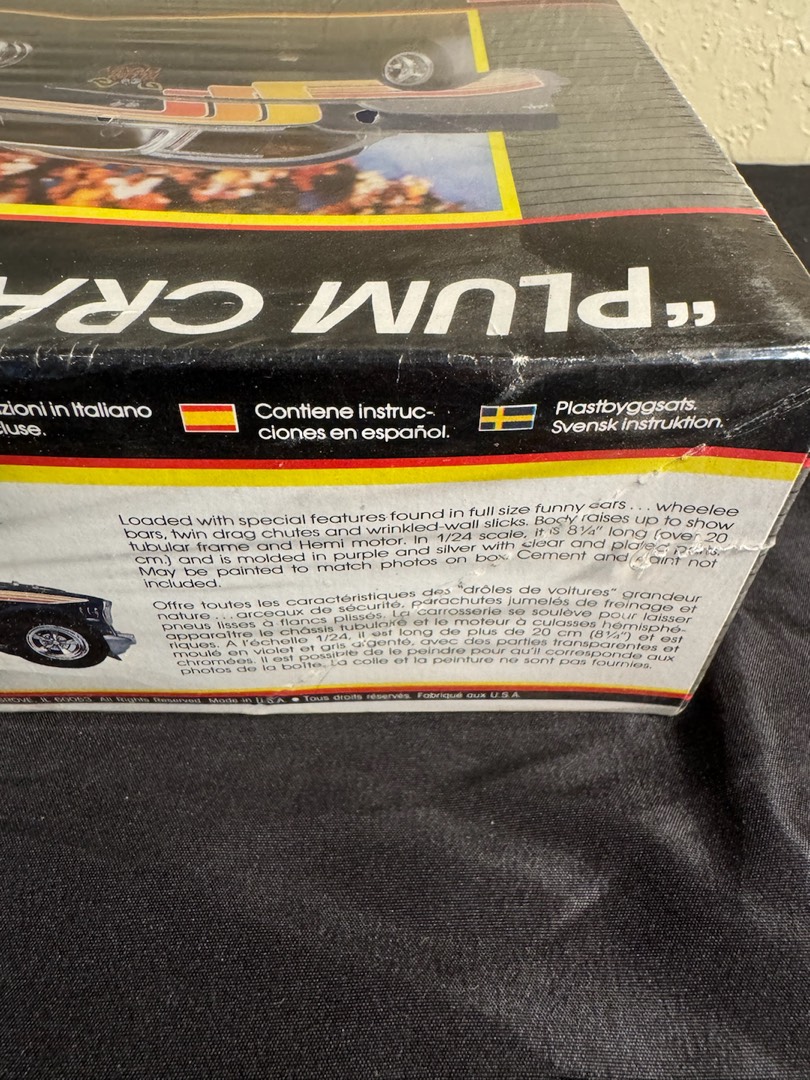 "PLUM CRA
zioni in Italiano
luse.
Contiene instruc-
ciones en español.
Plastbyggsats.
Svensk instruktion.
Loaded with special features found in full size funny cars . . . wheelee
bars, twin drag chutes and wrinkled-wall slicks. Body raises up to show
tubular frame and Hemi motor. In 1/24 scale, it is 8¼" long (over 20
cm) and is molded in purple and silver with clear and plated parts.
May be painted to match photos on box. Cement and paint not
included.
Offre toutes les caractéristiques des "drôles de voitures" grandeur
nature . . . arceaux de sécurité, parachutes jumelés de freinage et
pneus lisses à flancs plissés. La carrosserie se soulève pour laisser
apparaître le châssis tubulaire et le moteur à culasses hémisphé-
riques. A l'échelle 1/24, il est long de plus de 20 cm (8¼") et est
moulé en violet et gris argenté, avec des parties transparentes et
chromées. Il est possible de le peindre pour qu'il corresponde aux
photos de la boîte. La colle et la peinture ne sont pas fournies.
ROVE, IL 60053 All Rights Reserved. Made in U.S.A. ● Tous droits réservés. Fabriqué aux U.S.A.